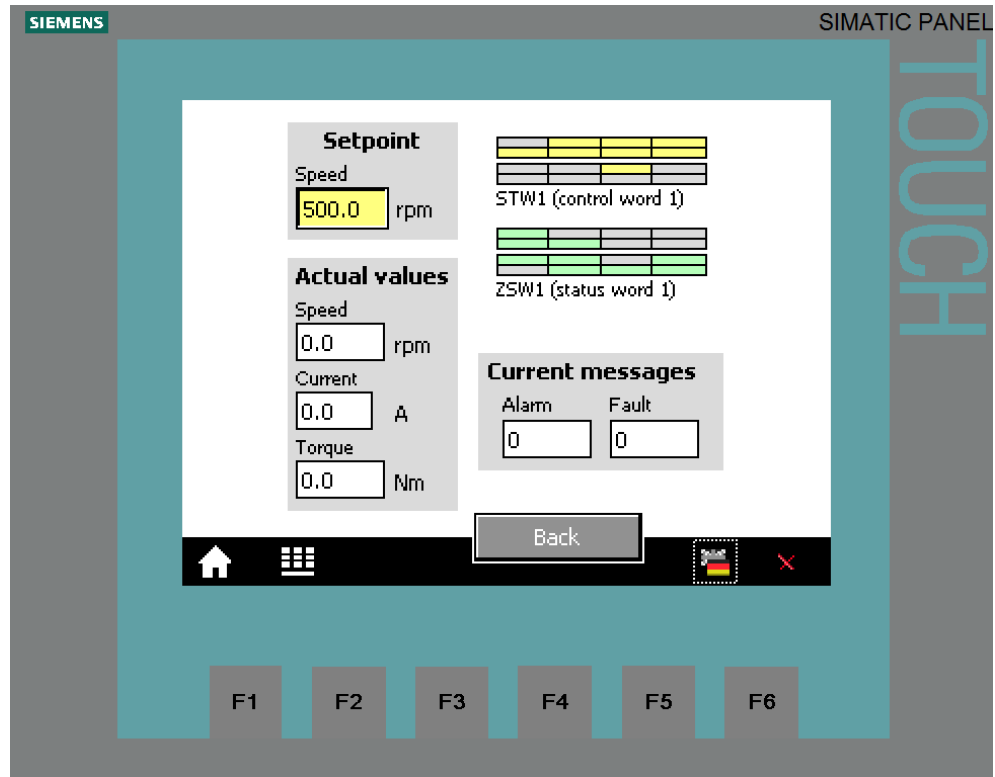 SIEMENS
SIMATIC PANEL
TOUCH
Setpoint
Speed
500.0 rpm
STW1 (control word 1)
Actual values
Speed
0.0 rpm
Current
0.0 A
Torque
0.0 Nm
ZSW1 (status word 1)
Current messages
Alarm Fault
0 0
Back
F1 F2 F3 F4 F5 F6